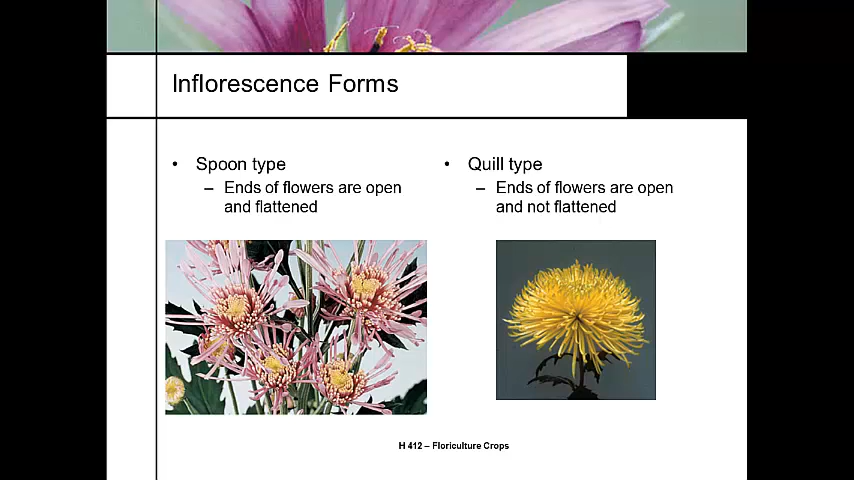 Inflorescence Forms
• Spoon type
– Ends of flowers are open
and flattened
• Quill type
– Ends of flowers are open
and not flattened
H 412 – Floriculture Crops